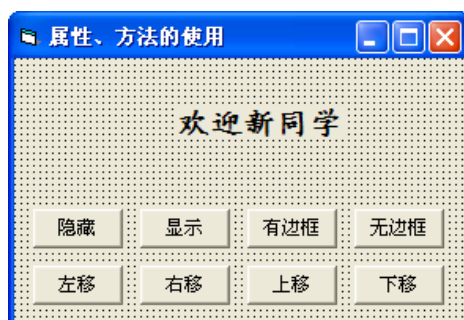 属性、方法的使用
欢迎新同学
隐藏 显示 有边框 无边框
左移 右移 上移 下移